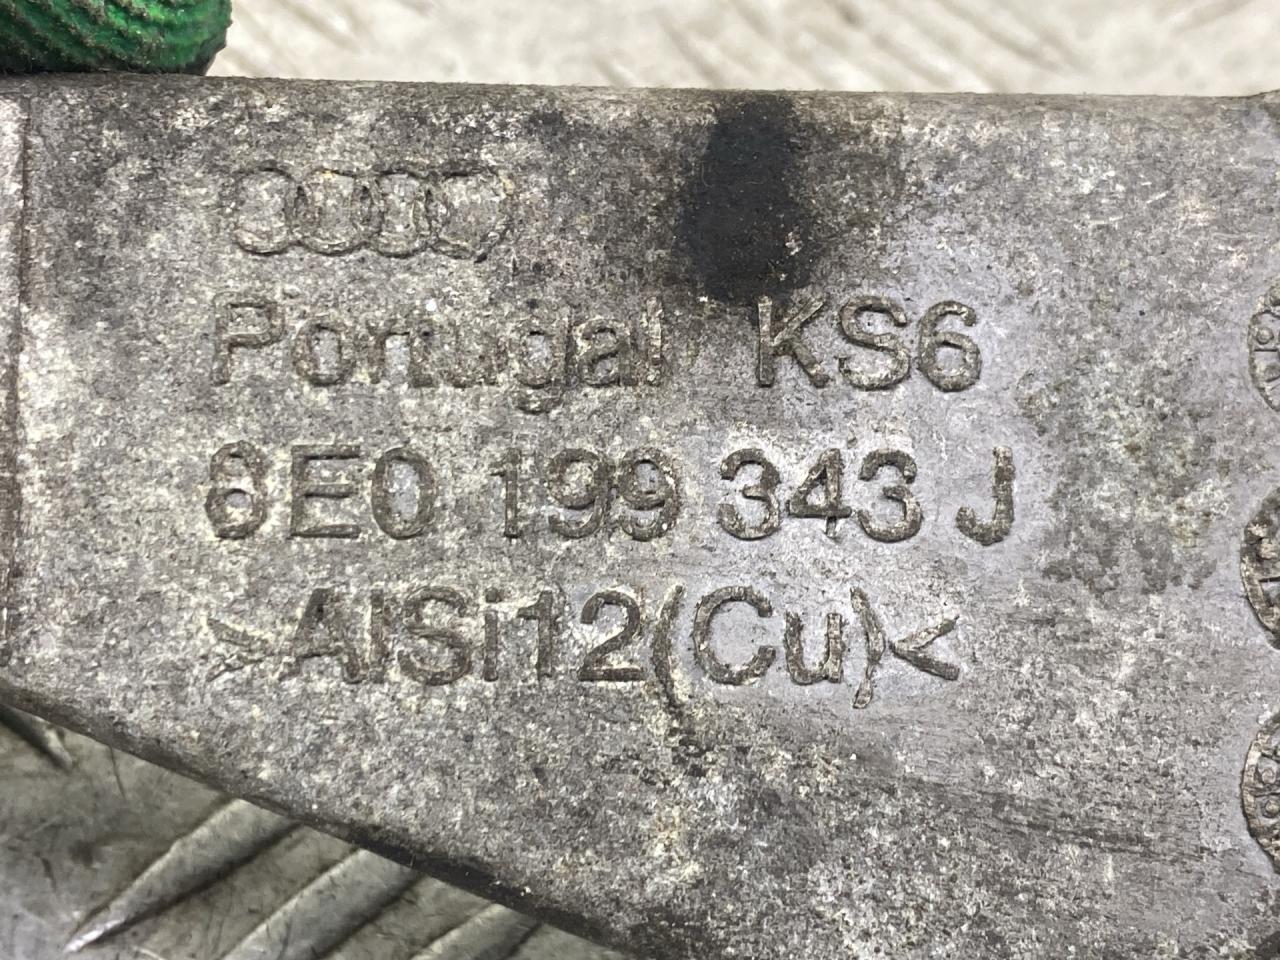 Portugal KS6
8E0 199 343 J
>AlSi12(Cu)<